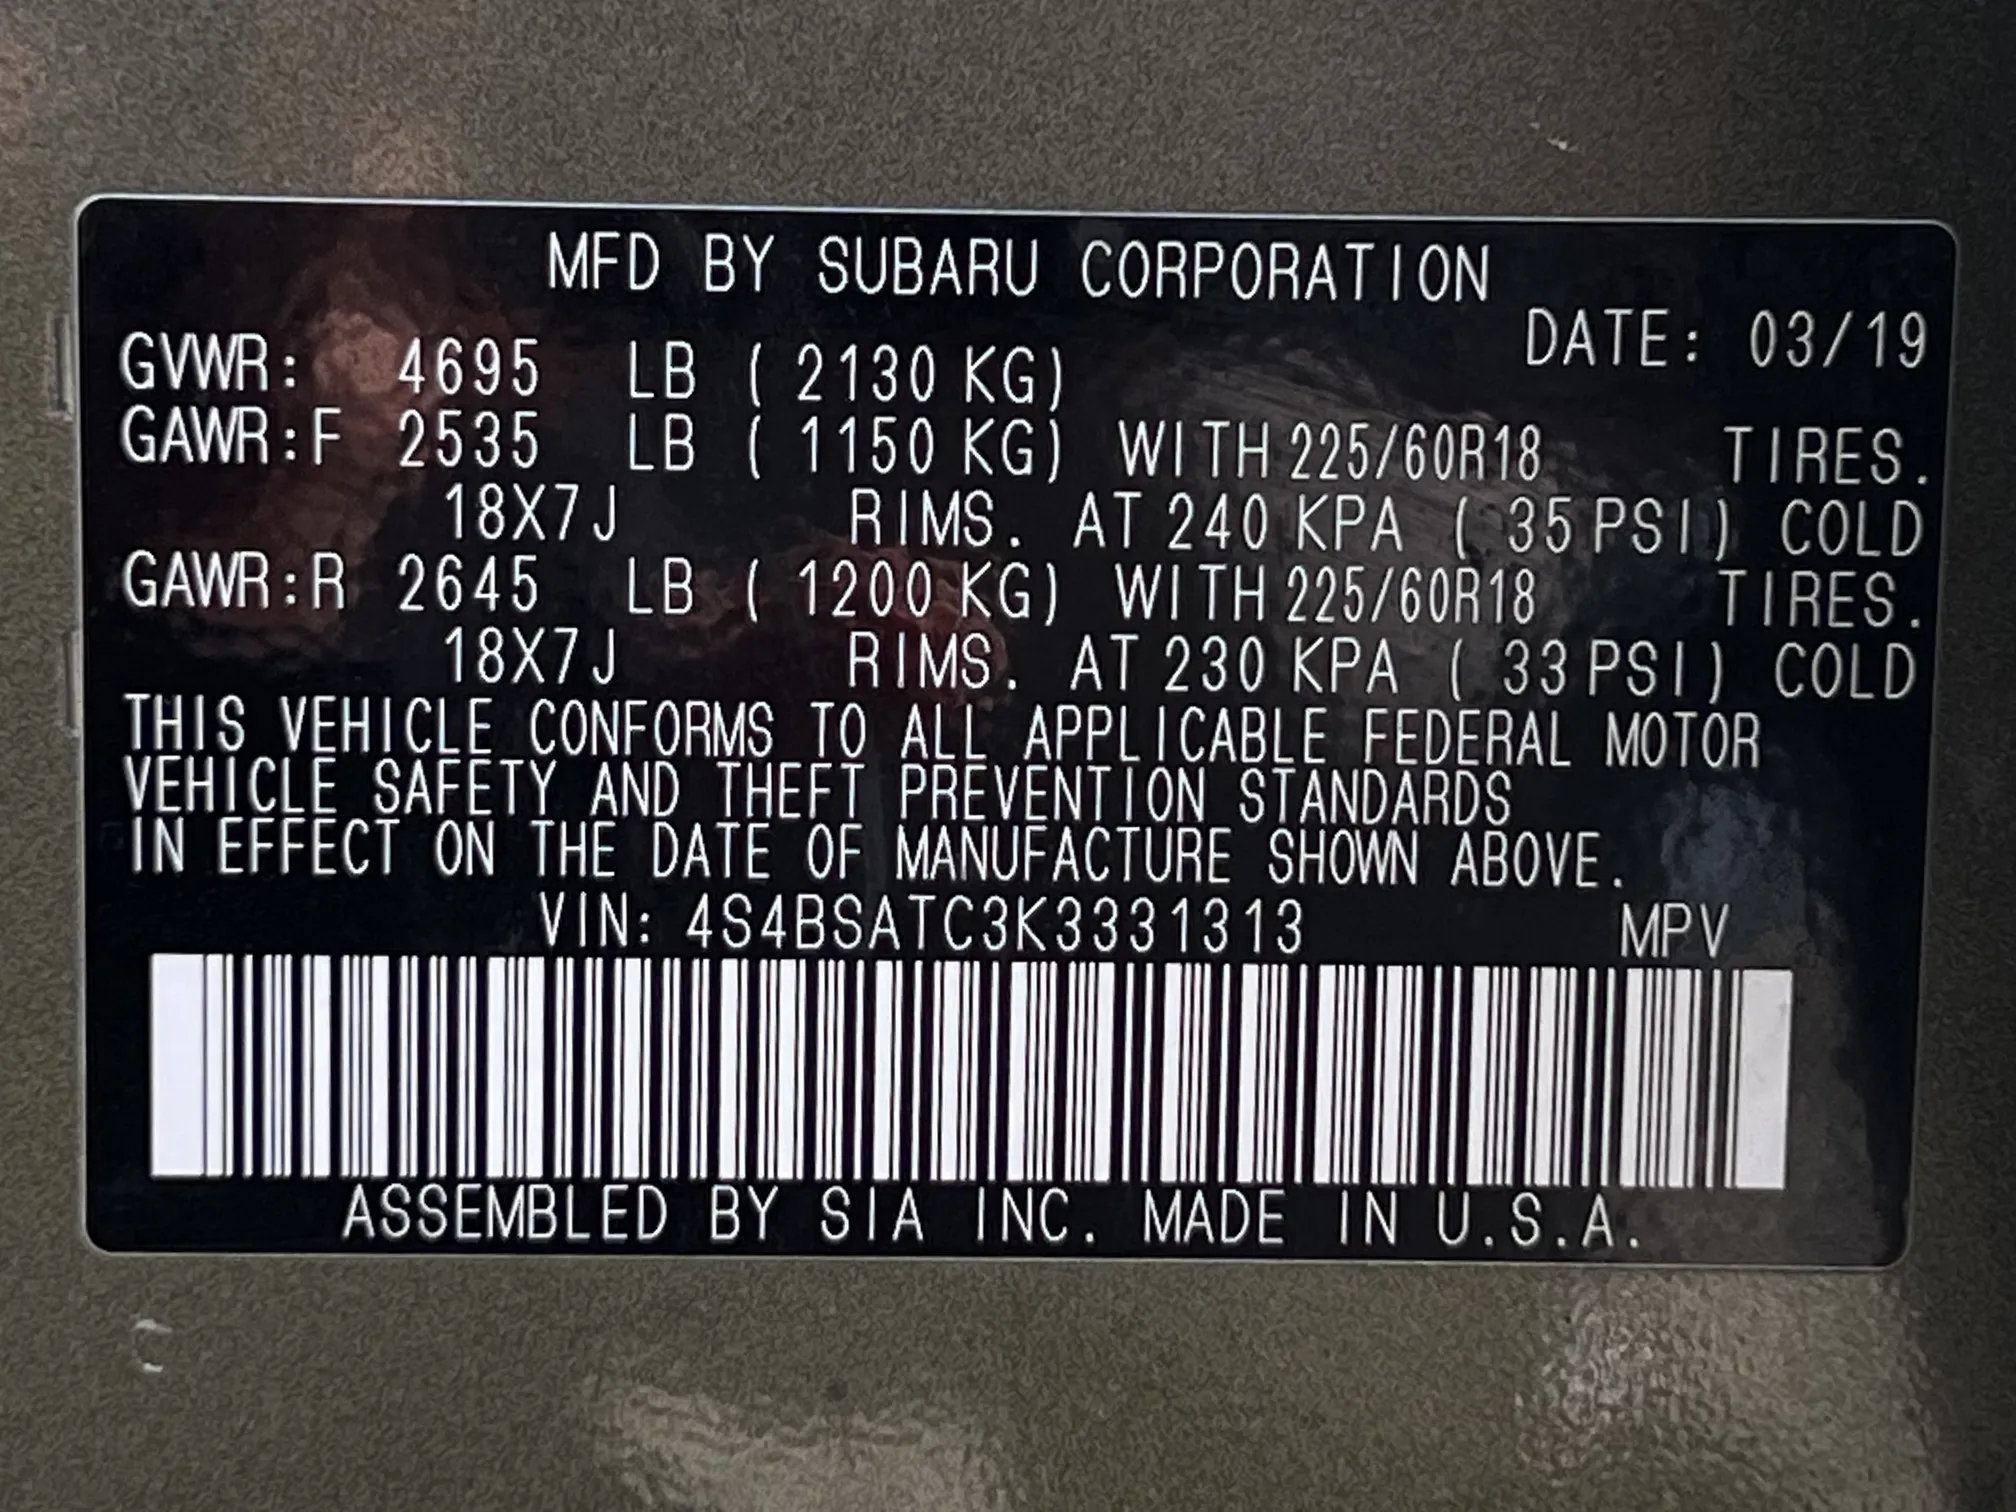 MFD BY SUBARU CORPORATION
DATE: 03/19
GVWR: 4695 LB ( 2130 KG)
GAWR:F 2535 LB ( 1150 KG) WITH 225/60R18 TIRES.
18X7J RIMS. AT 240 KPA ( 35 PSI) COLD
GAWR:R 2645 LB ( 1200 KG) WITH 225/60R18 TIRES.
18X7J RIMS. AT 230 KPA ( 33 PSI) COLD
THIS VEHICLE CONFORMS TO ALL APPLICABLE FEDERAL MOTOR
VEHICLE SAFETY AND THEFT PREVENTION STANDARDS
IN EFFECT ON THE DATE OF MANUFACTURE SHOWN ABOVE.
VIN: 4S4BSATC3K3331313 MPV
ASSEMBLED BY SIA INC. MADE IN U.S.A.